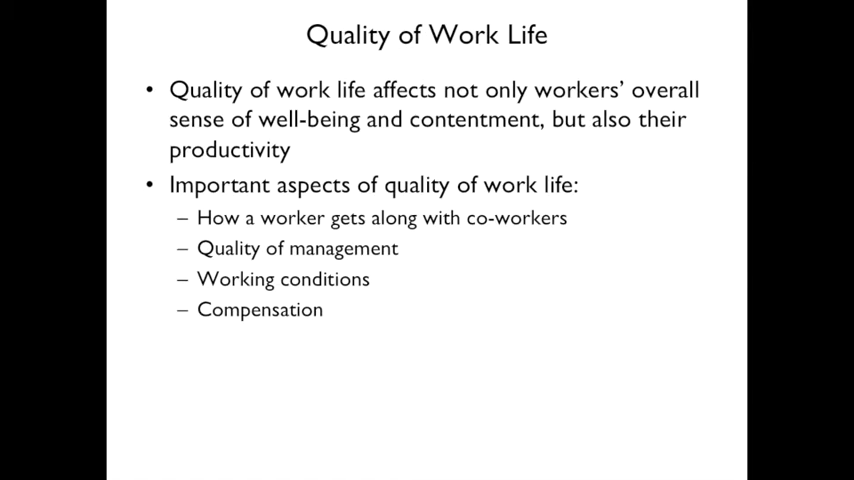 Quality of Work Life
• Quality of work life affects not only workers’ overall
sense of well-being and contentment, but also their
productivity
• Important aspects of quality of work life:
– How a worker gets along with co-workers
– Quality of management
– Working conditions
– Compensation